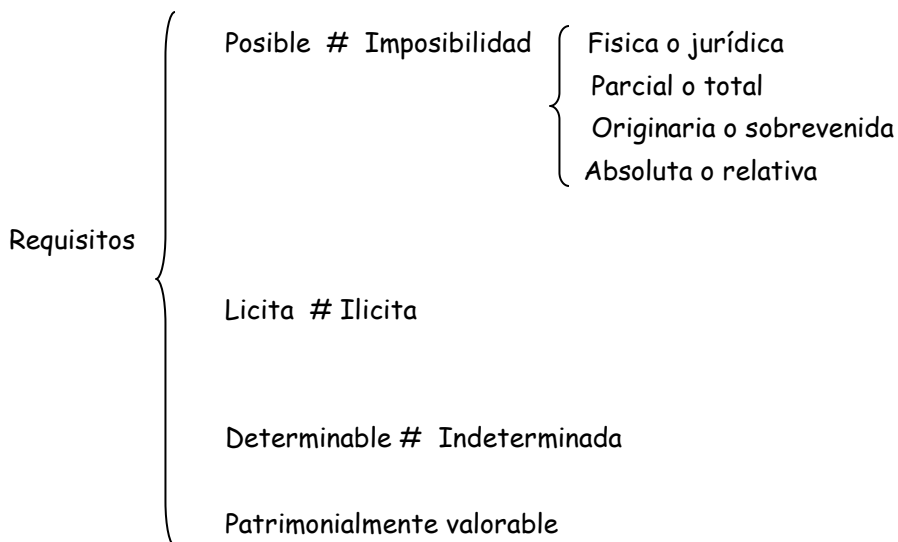 Posible # Imposibilidad
Fisica o jurídica
Parcial o total
Originaria o sobrevenida
Absoluta o relativa
Requisitos
Licita # Ilicita
Determinable # Indeterminada
Patrimonialmente valorable